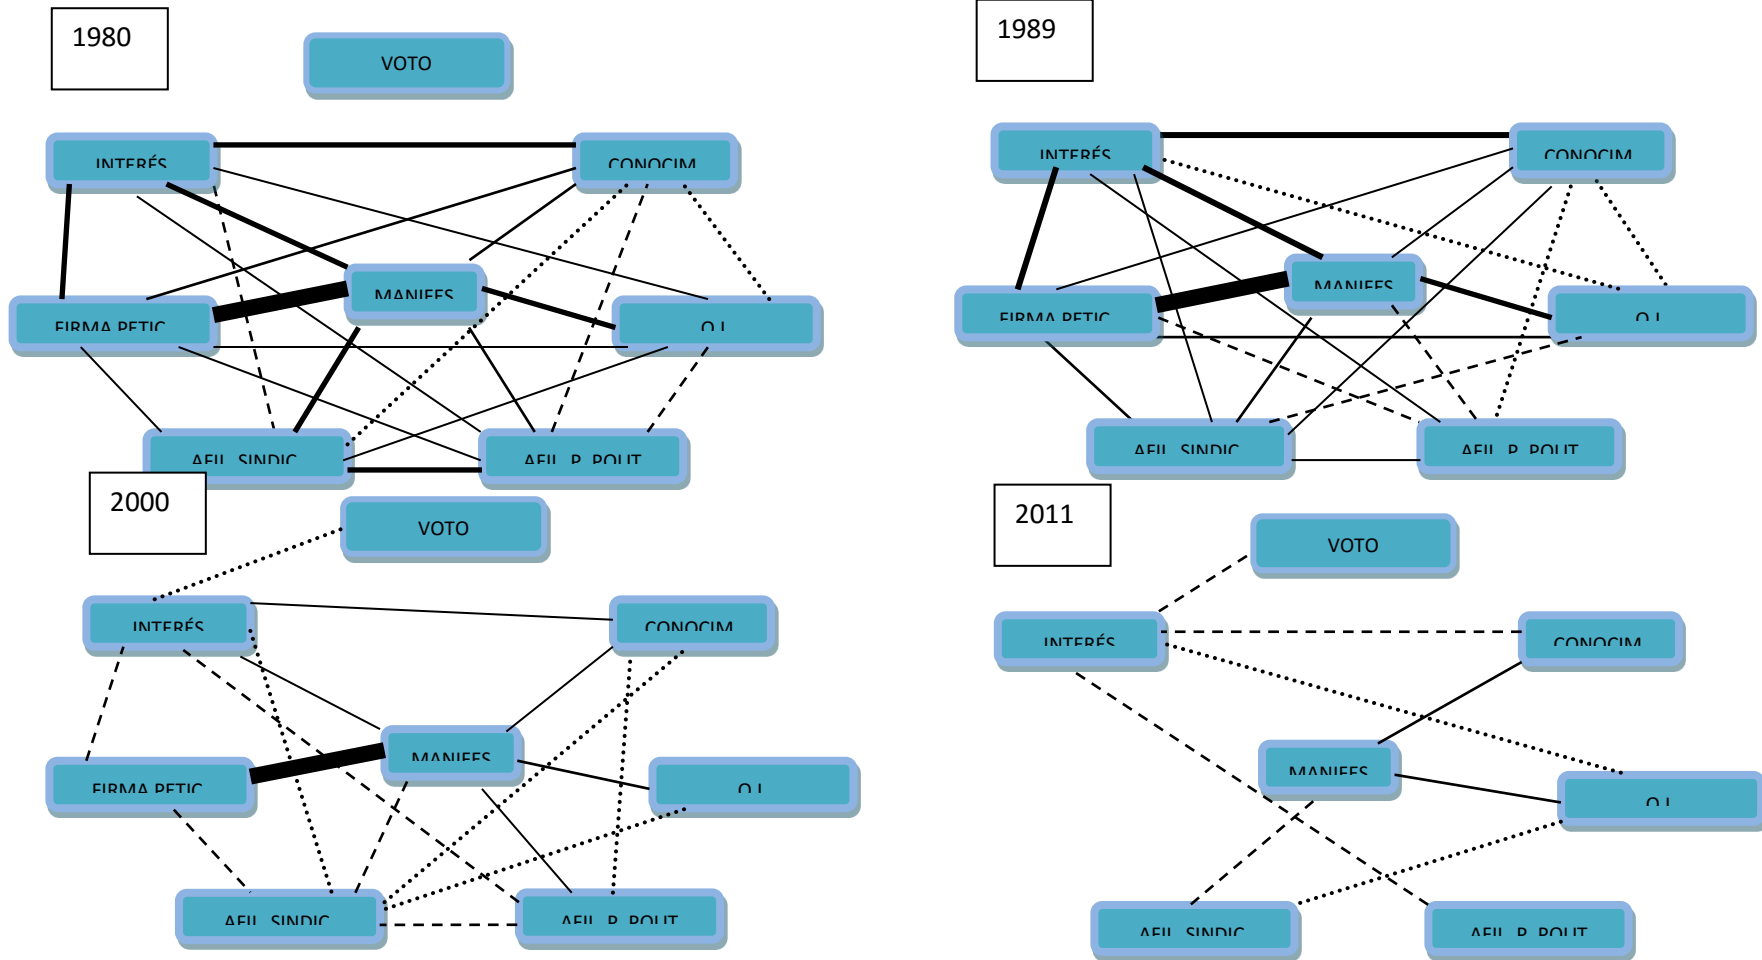 1980
VOTO
INTERÉS
CONOCIM
MANIFES
FIRMA PETIC
O.I.
AFIL. SINDIC.
AFIL. P. POLIT
1989
INTERÉS
CONOCIM
MANIFES
FIRMA PETIC
O.I.
AFIL. SINDIC.
AFIL. P. POLIT
2000
VOTO
INTERÉS
CONOCIM
MANIFES
FIRMA PETIC
O.I.
AFIL. SINDIC.
AFIL. P. POLIT
2011
VOTO
INTERÉS
CONOCIM
MANIFES
O.I.
AFIL. SINDIC.
AFIL. P. POLIT